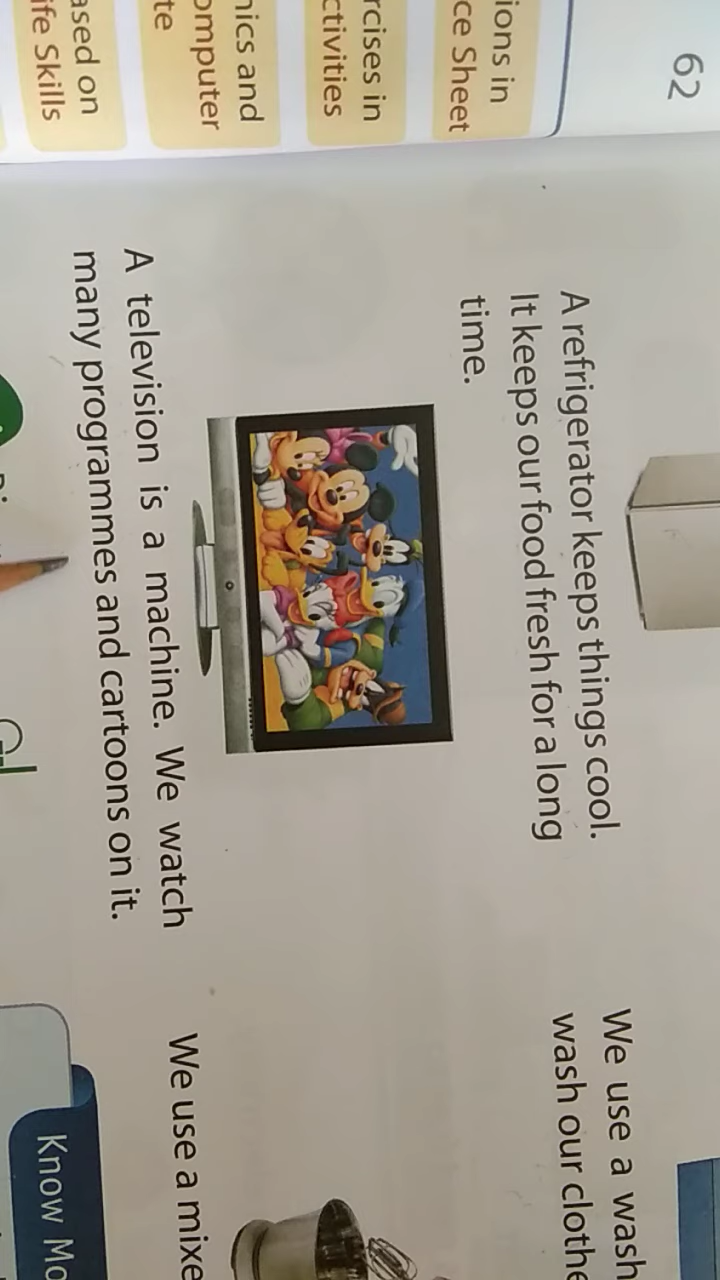 62
ions in
ce Sheet
rcises in
ctivities
nics and
omputer
te
ased on
ife Skills
A refrigerator keeps things cool.
It keeps our food fresh for a long
time.
A television is a machine. We watch
many programmes and cartoons on it.
We use a wash
wash our clothe
We use a mixe
Know Mo